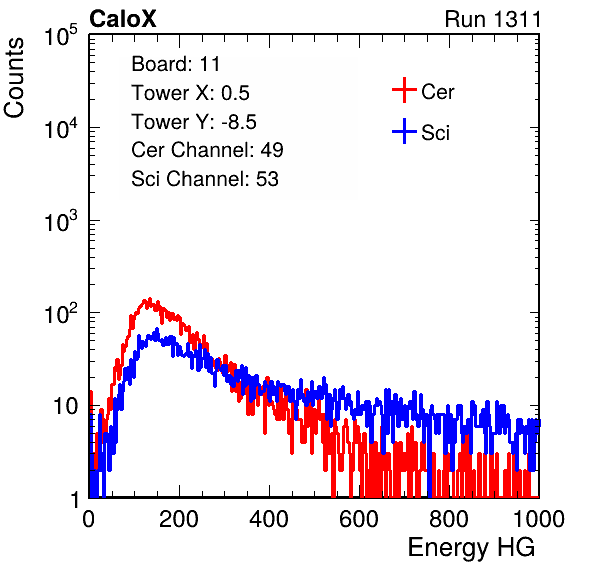 CaloX Run 1311
Counts
10^5
10^4
10^3
10^2
10
1
Board: 11
Tower X: 0.5
Tower Y: -8.5
Cer Channel: 49
Sci Channel: 53
Cer
Sci
0 200 400 600 800 1000
Energy HG